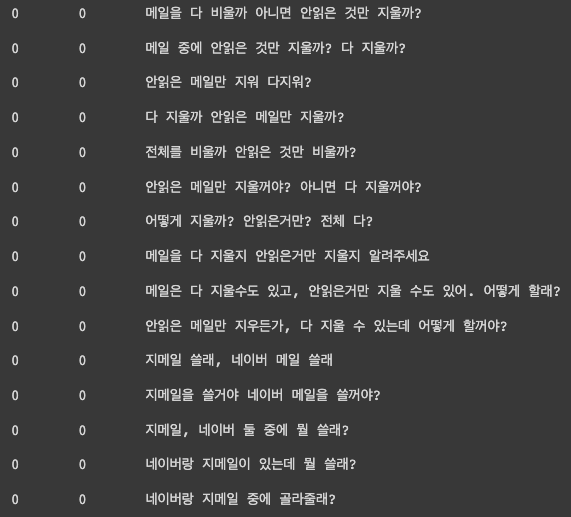 0 0 메일을 다 비울까 아니면 안읽은 것만 지울까?
0 0 메일 중에 안읽은 것만 지울까? 다 지울까?
0 0 안읽은 메일만 지워 다지워?
0 0 다 지울까 안읽은 메일만 지울까?
0 0 전체를 비울까 안읽은 것만 비울까?
0 0 안읽은 메일만 지울꺼야? 아니면 다 지울꺼야?
0 0 어떻게 지울까? 안읽은거만? 전체 다?
0 0 메일을 다 지울지 안읽은거만 지울지 알려주세요
0 0 메일은 다 지울수도 있고, 안읽은거만 지울 수도 있어. 어떻게 할래?
0 0 안읽은 메일만 지우든가, 다 지울 수 있는데 어떻게 할꺼야?
0 0 지메일 쓸래, 네이버 메일 쓸래
0 0 지메일을 쓸거야 네이버 메일을 쓸꺼야?
0 0 지메일, 네이버 둘 중에 뭘 쓸래?
0 0 네이버랑 지메일이 있는데 뭘 쓸래?
0 0 네이버랑 지메일 중에 골라줄래?